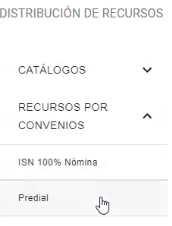 DISTRIBUCIÓN DE RECURSOS
CATÁLOGOS
RECURSOS POR
CONVENIOS
ISN 100% Nómina
Predial